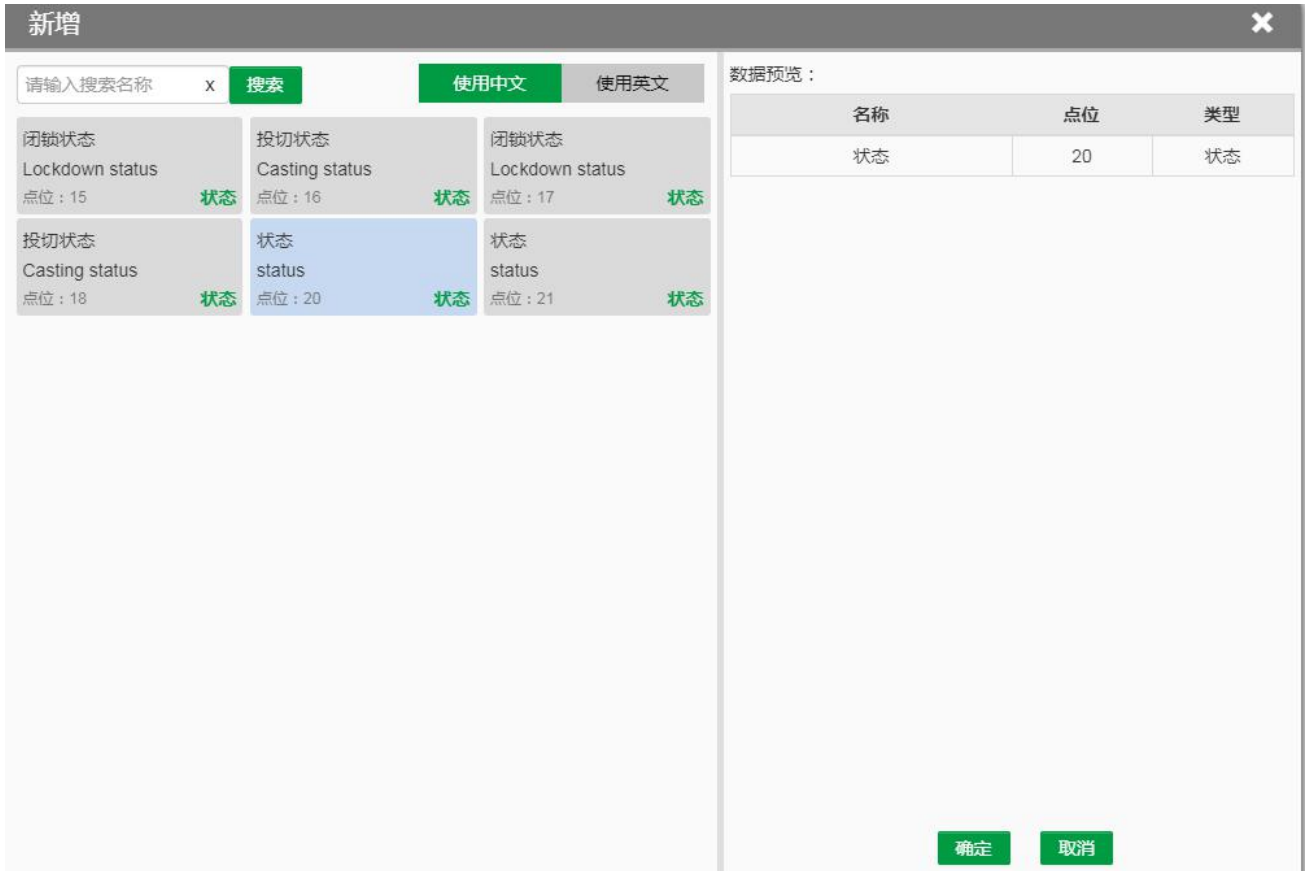 新增
请输入搜索名称 x 搜索 使用中文 使用英文
闭锁状态 投切状态 闭锁状态
Lockdown status Casting status Lockdown status
点位：15 状态 点位：16 状态 点位：17 状态
投切状态 状态 状态
Casting status status status
点位：18 状态 点位：20 状态 点位：21 状态
数据预览：
名称 点位 类型
状态 20 状态
确定 取消